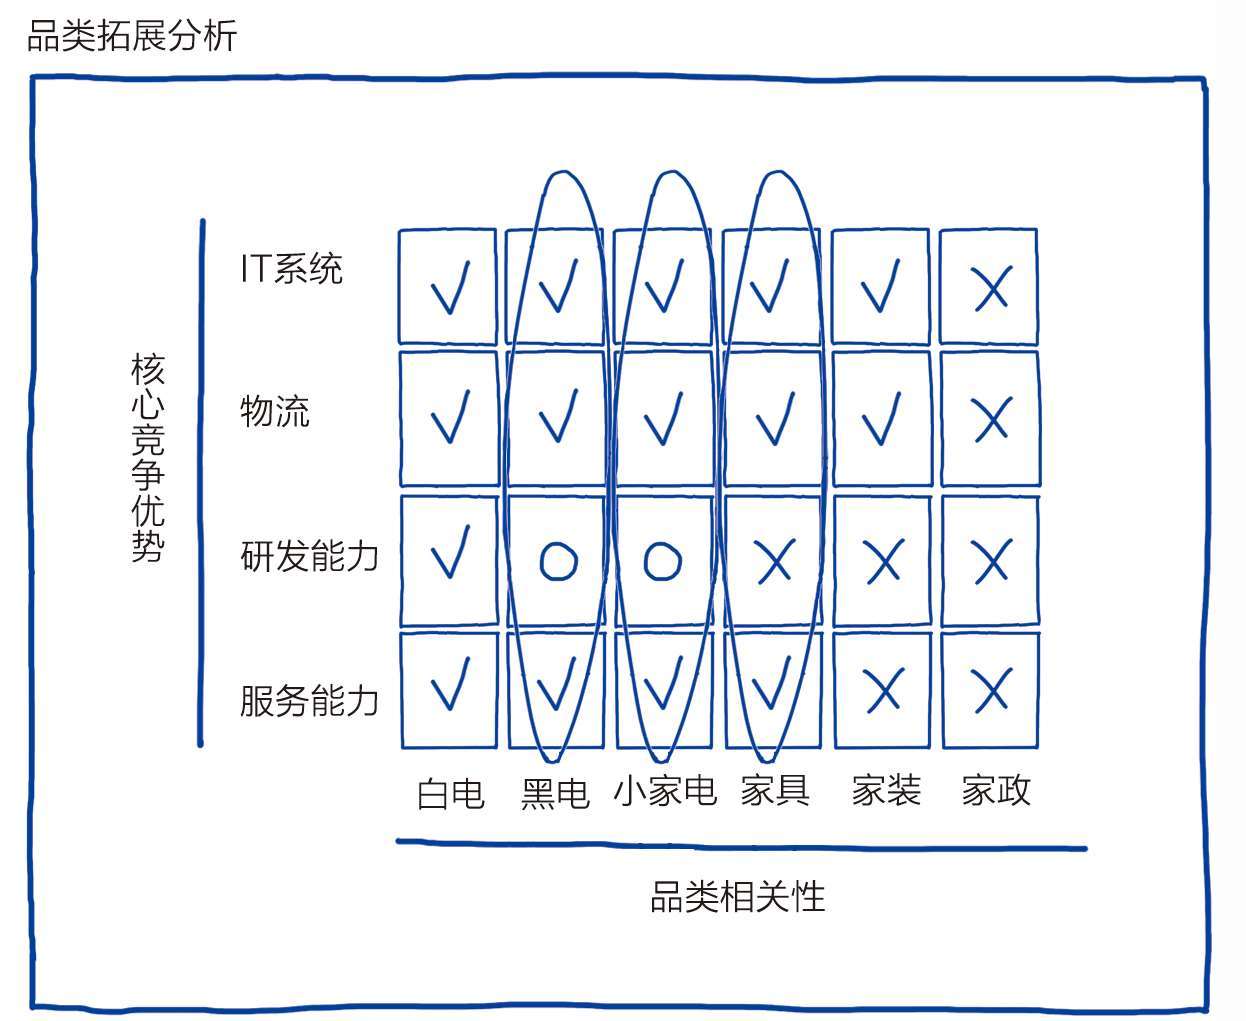 品类拓展分析
核心竞争优势
IT系统
物流
研发能力
服务能力
白电
黑电
小家电
家具
家装
家政
品类相关性